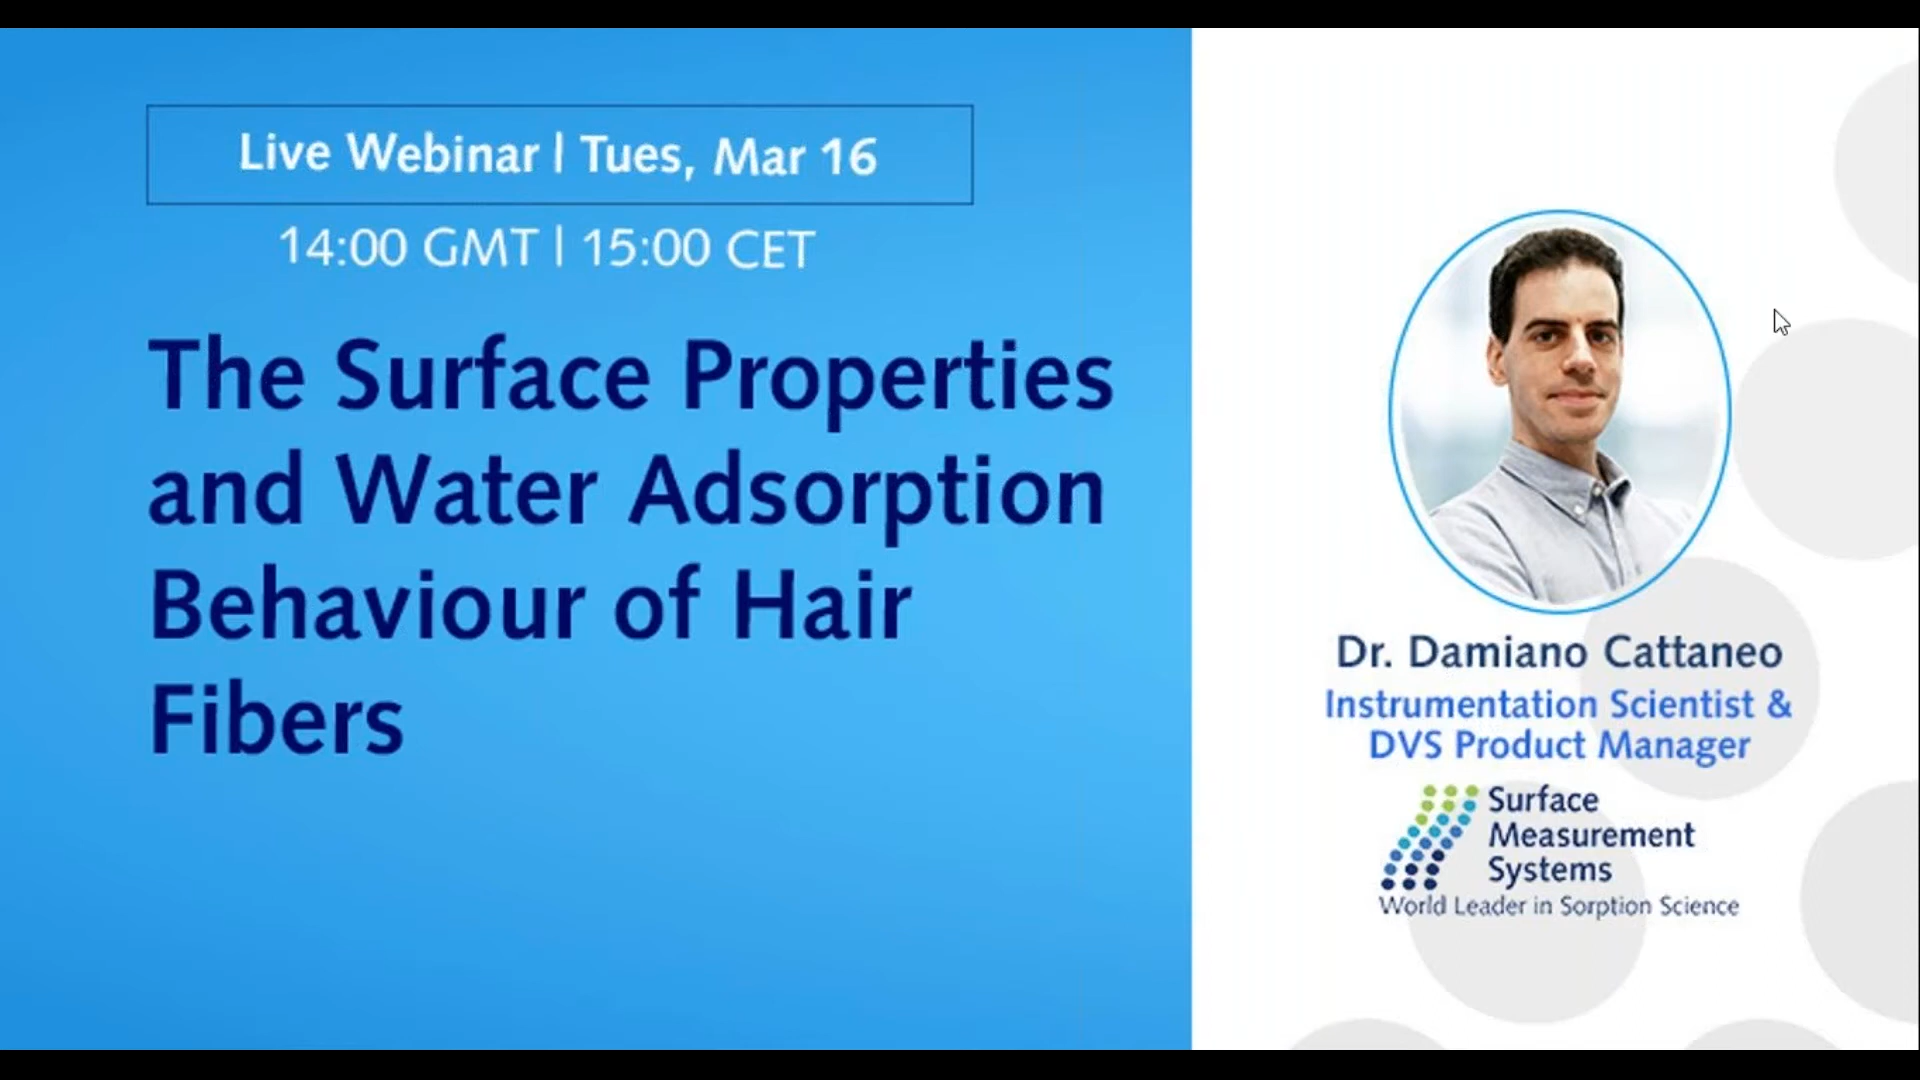 Live Webinar | Tues, Mar 16
14:00 GMT | 15:00 CET
The Surface Properties
and Water Adsorption
Behaviour of Hair
Fibers
Dr. Damiano Cattaneo
Instrumentation Scientist &
DVS Product Manager
Surface
Measurement
Systems
World Leader in Sorption Science